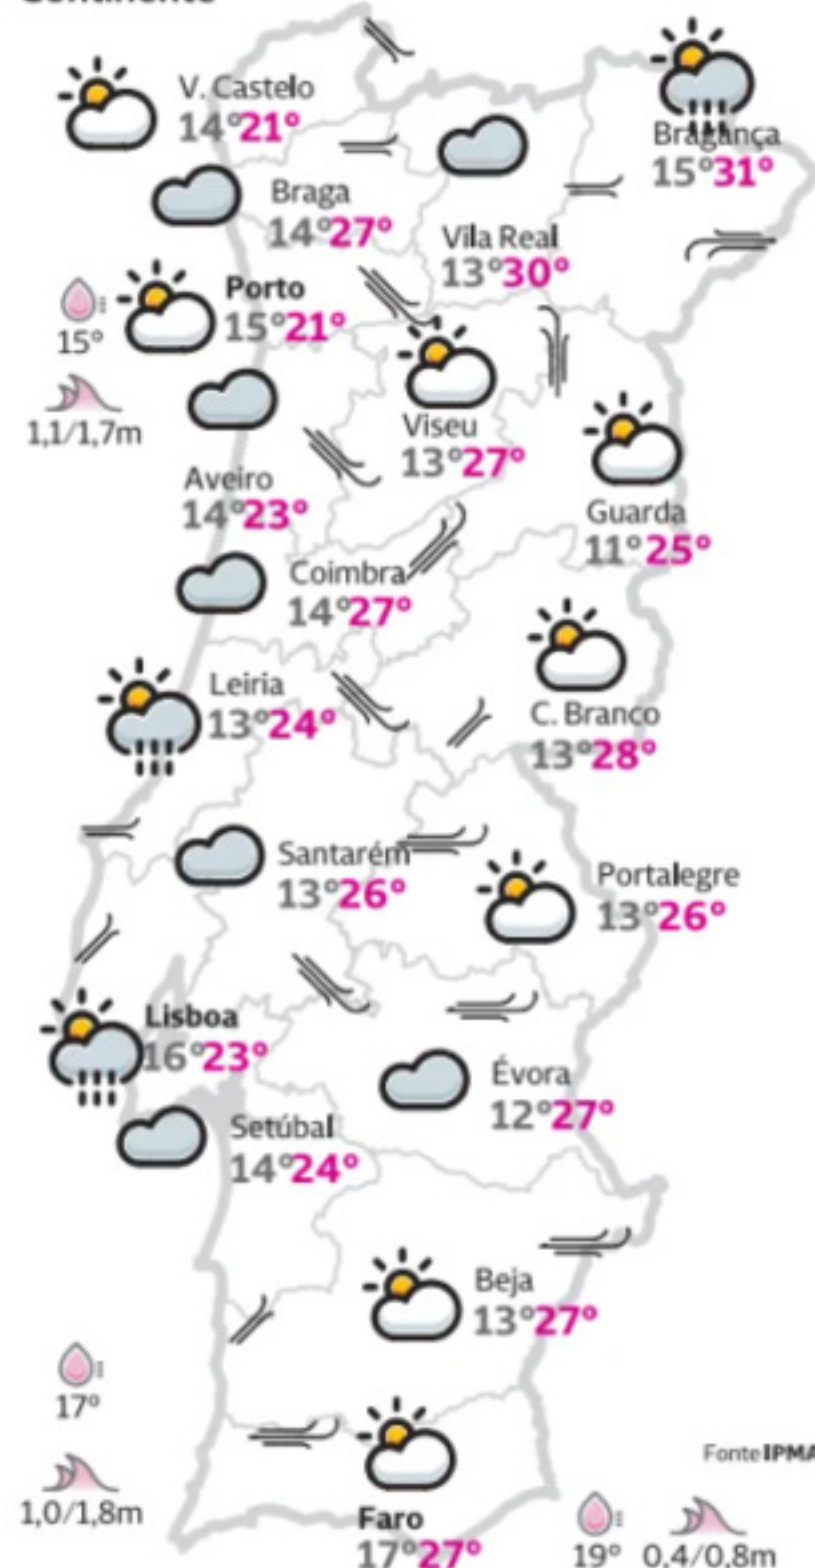 Continente
V. Castelo
14° 21°
Bragança
15° 31°
Braga
14° 27°
Vila Real
13° 30°
Porto
15° 21°
15°
1,1/1,7m
Viseu
13° 27°
Aveiro
14° 23°
Guarda
11° 25°
Coimbra
14° 27°
Leiria
13° 24°
C. Branco
13° 28°
Santarém
13° 26°
Portalegre
13° 26°
Lisboa
16° 23°
Évora
12° 27°
Setúbal
14° 24°
Beja
13° 27°
17°
1,0/1,8m
Fonte IPMA
Faro
17° 27°
19° 0,4/0,8m